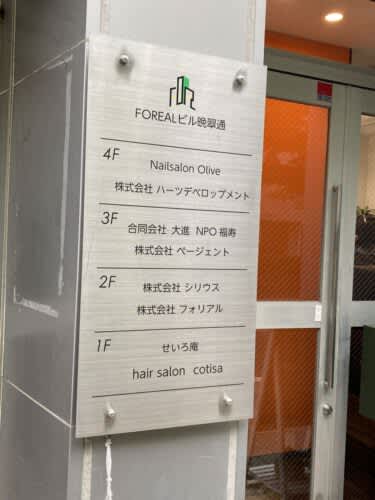 FOREALビル晩翠通
4F
Nailsalon Olive
株式会社 ハーツデベロップメント
3F
合同会社 大進 NPO 福寿
株式会社 ページェント
2F
株式会社 シリウス
株式会社 フォリアル
1F
せいろ庵
hair salon cotisa